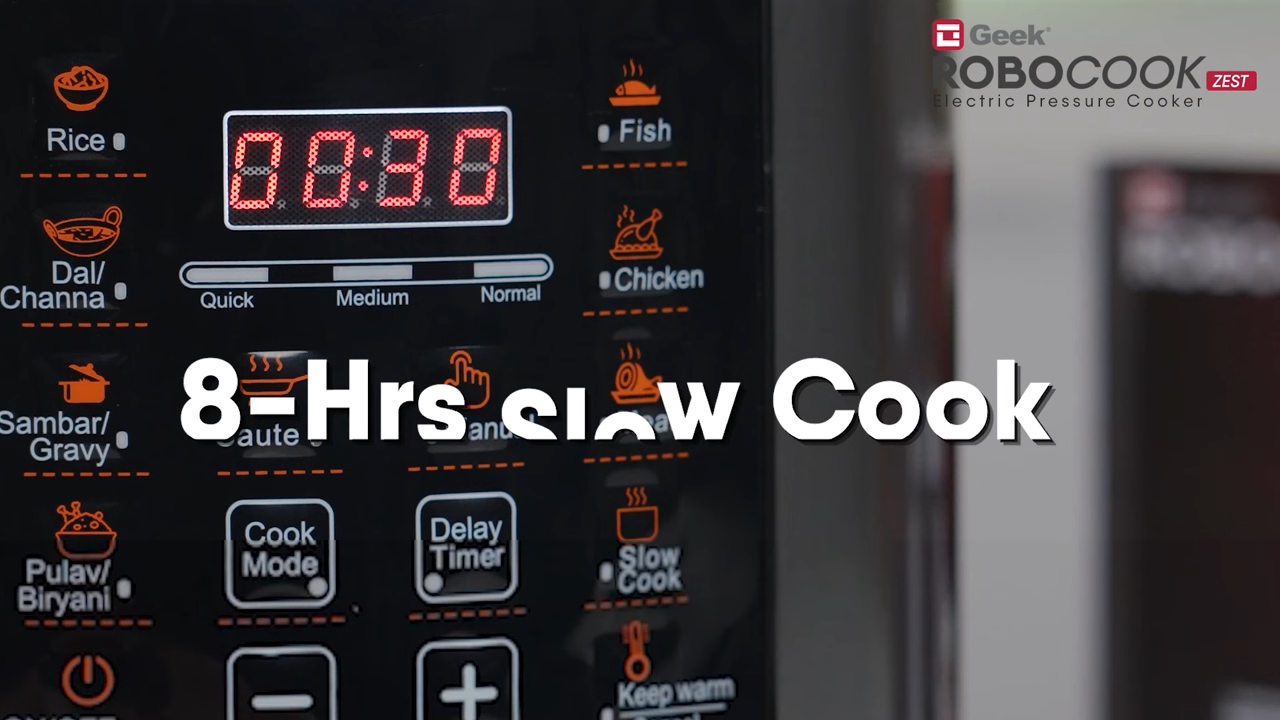 Geek
ROBOCOOK ZEST
Electric Pressure Cooker
00:30
Quick Medium Normal
Rice
Dal/
Channa
Sambar/
Gravy
Pulav/
Biryani
Saute
Cook
Mode
Delay
Timer
−
+
Fish
Chicken
Slow
Cook
Keep warm
8-Hrs Slow Cook